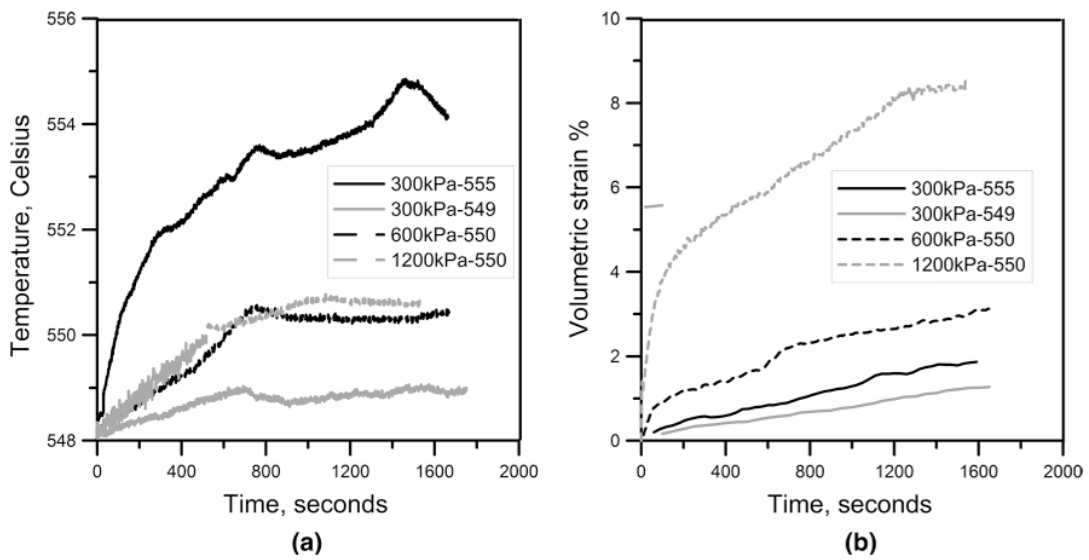 556
554
552
550
548
Temperature, Celsius
300kPa-555
300kPa-549
600kPa-550
1200kPa-550
0 400 800 1200 1600 2000
Time, seconds
(a)
10
8
6
4
2
0
Volumetric strain %
300kPa-555
300kPa-549
600kPa-550
1200kPa-550
0 400 800 1200 1600 2000
Time, seconds
(b)